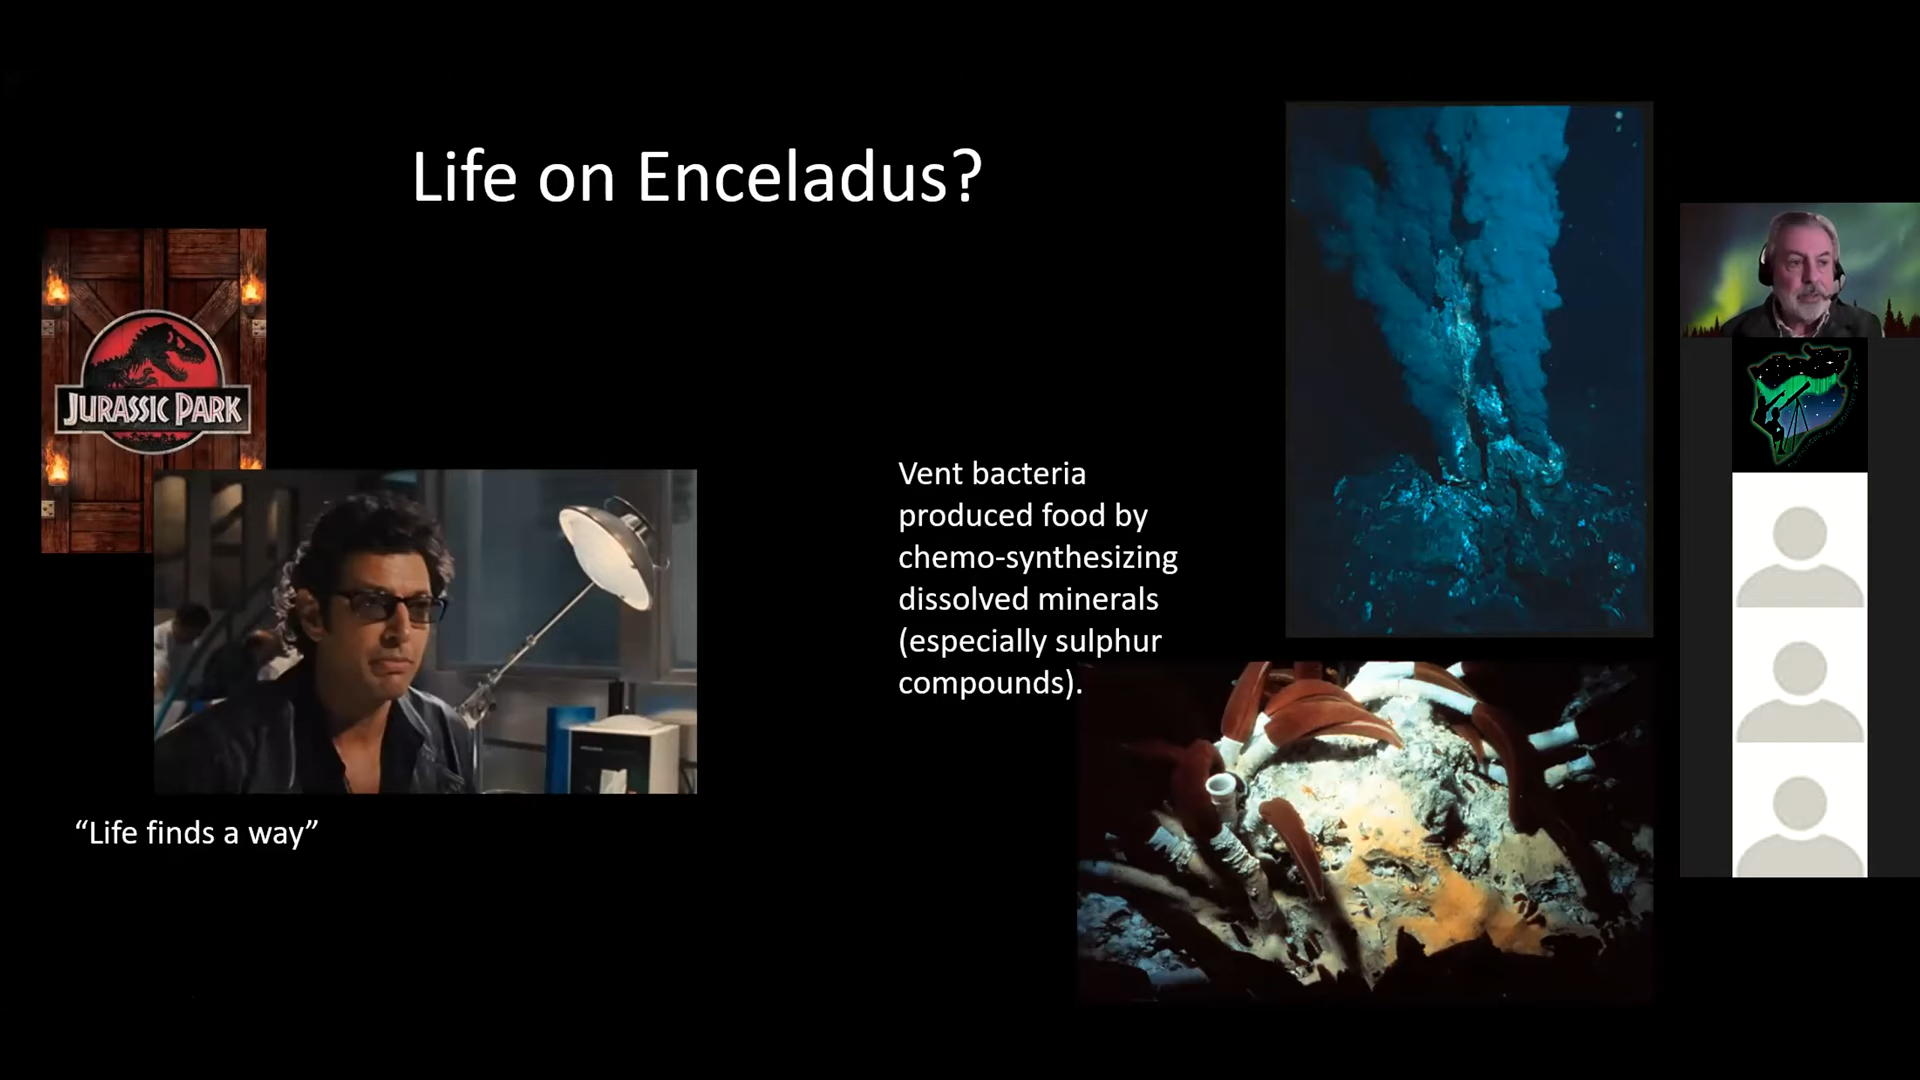 Life on Enceladus?
JURASSIC PARK
Vent bacteria
produced food by
chemo-synthesizing
dissolved minerals
(especially sulphur
compounds).
“Life finds a way”